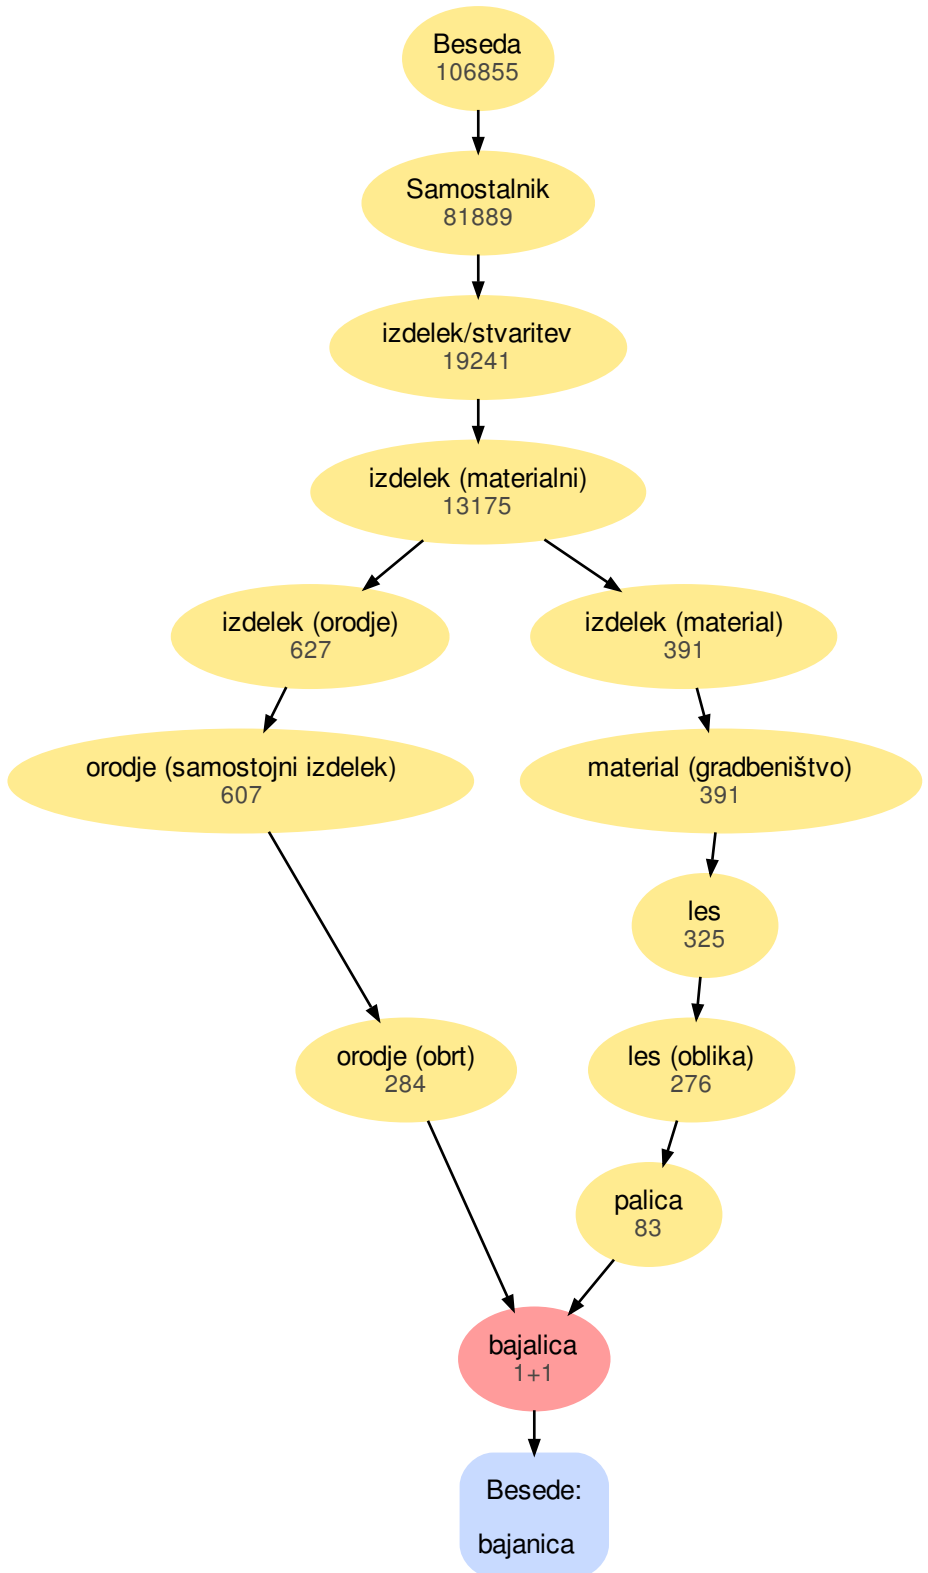 Beseda
106855
Samostalnik
81889
izdelek/stvaritev
19241
izdelek (materialni)
13175
izdelek (orodje)
627
izdelek (material)
391
orodje (samostojni izdelek)
607
material (gradbeništvo)
391
les
325
orodje (obrt)
284
les (oblika)
276
palica
83
bajalica
1+1
Besede:
bajanica